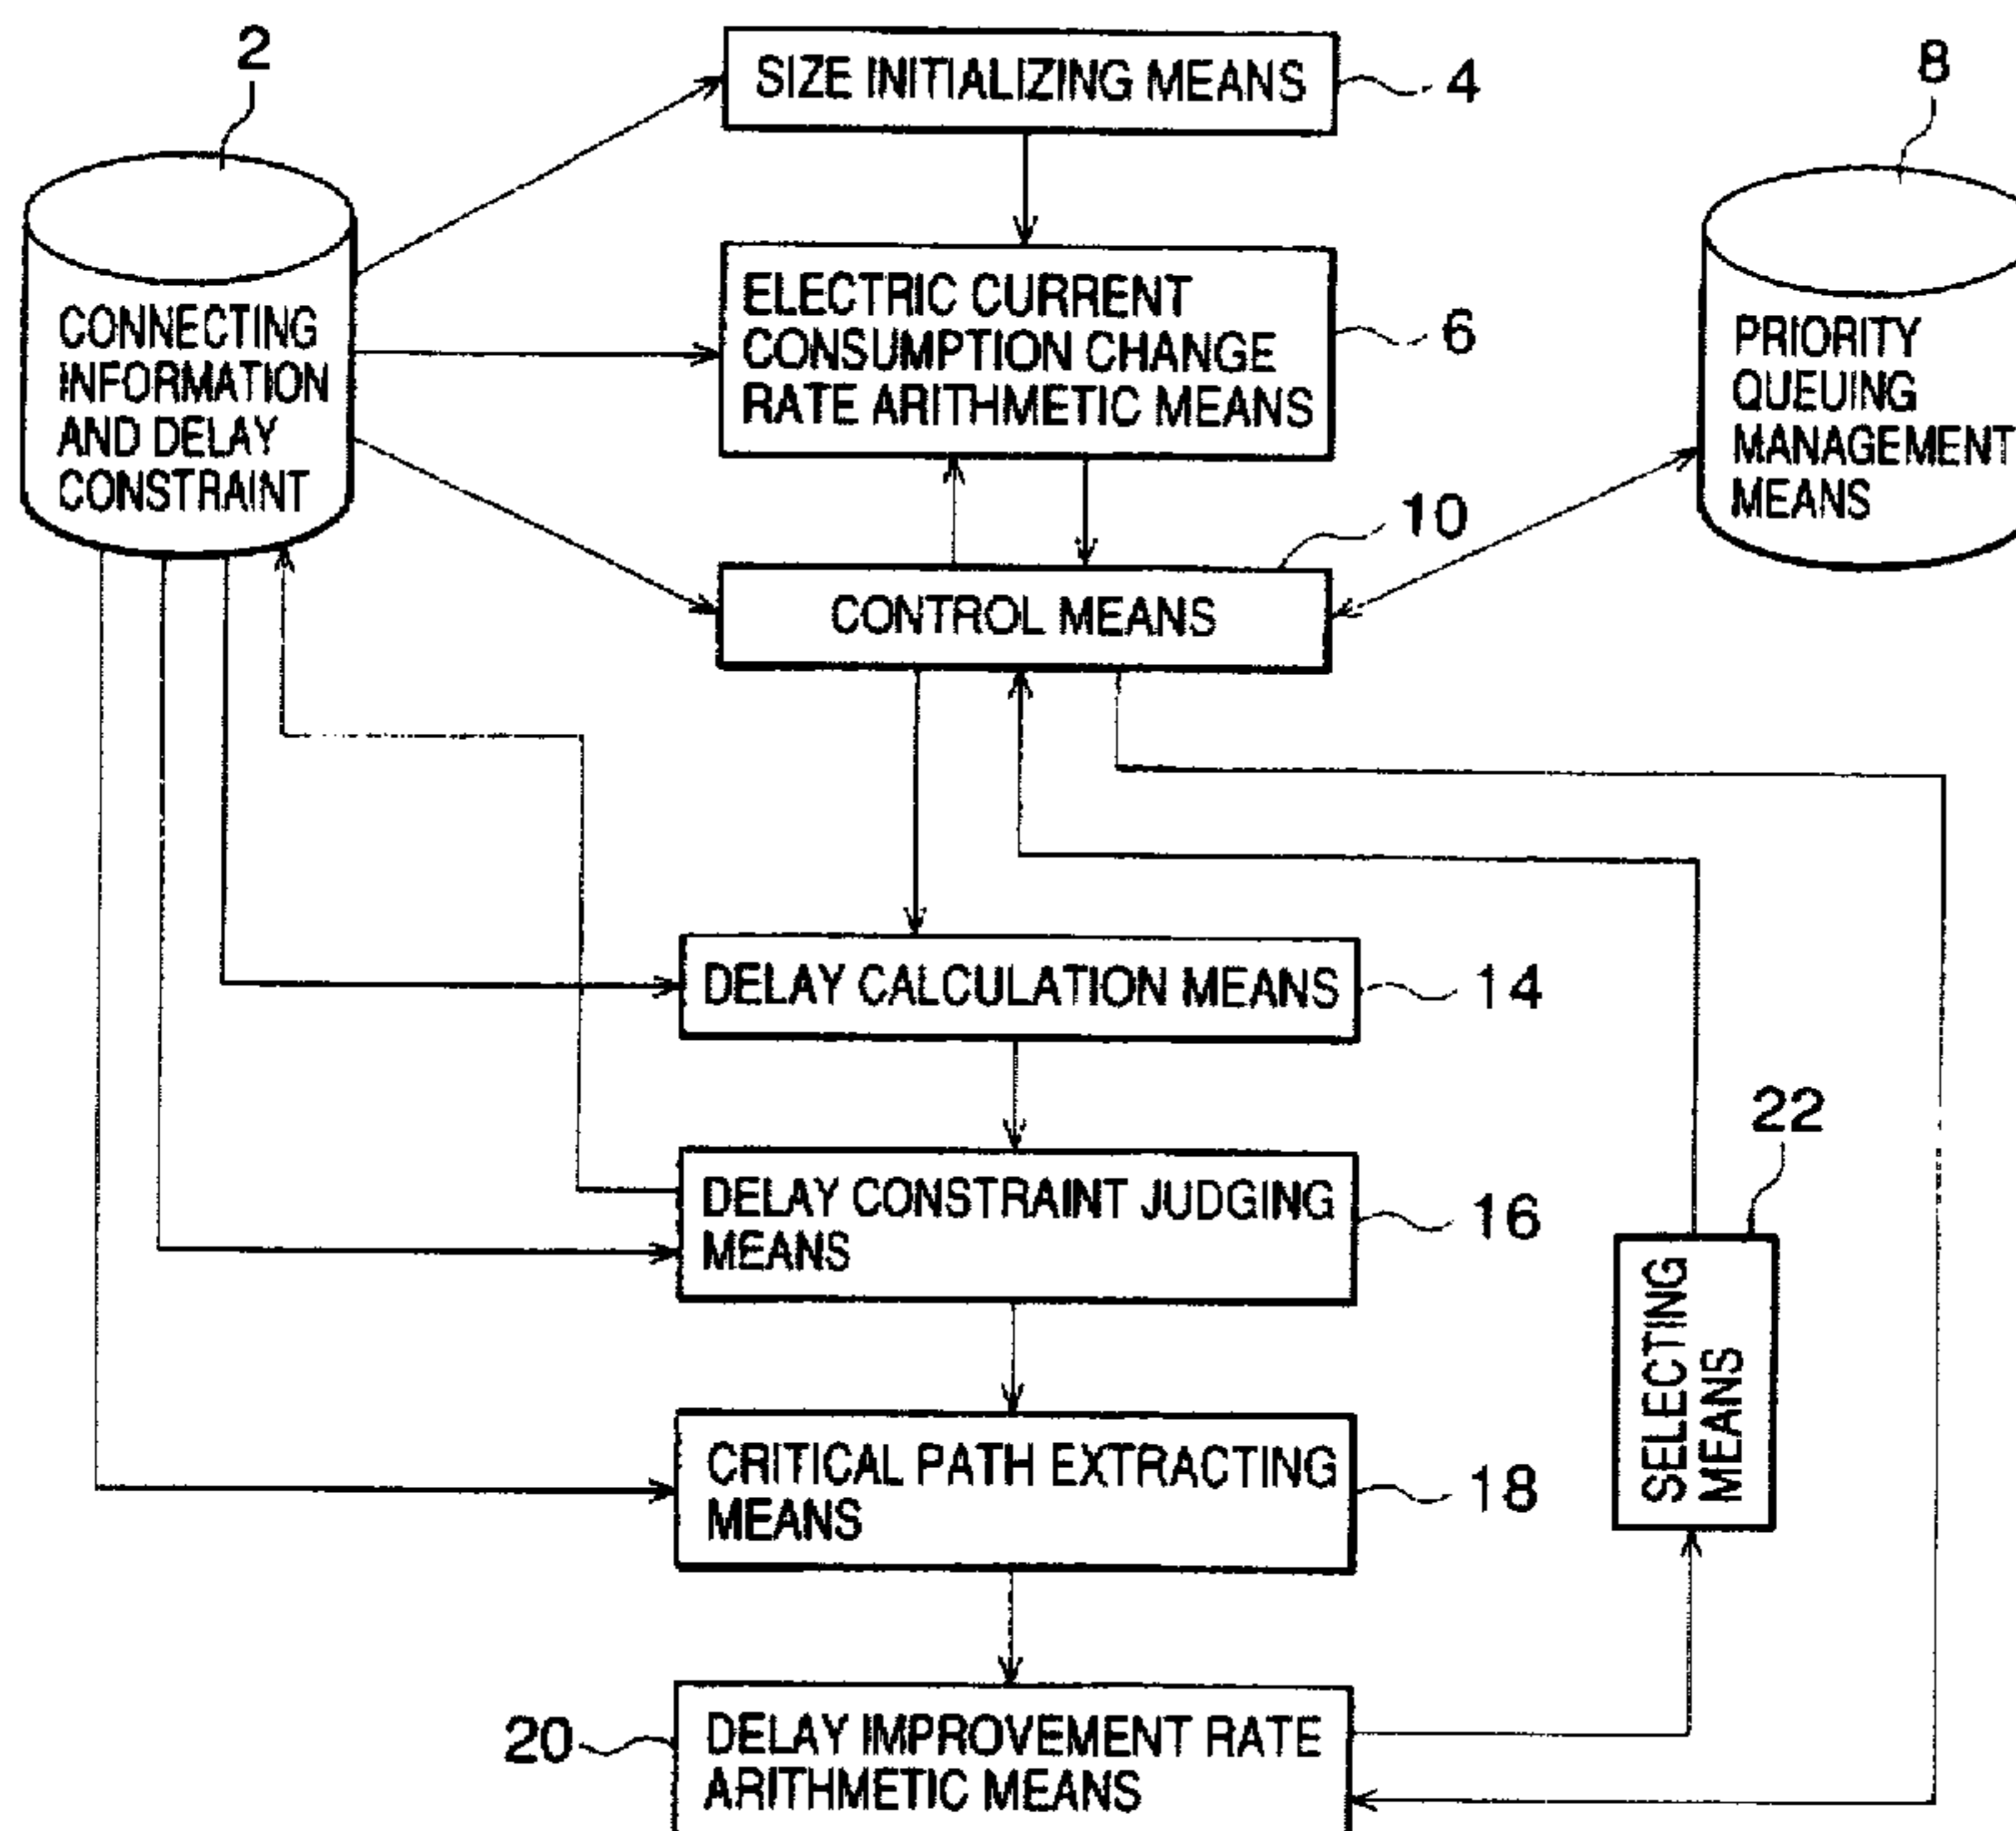 2
SIZE INITIALIZING MEANS
4
8
CONNECTING
INFORMATION
AND DELAY
CONSTRAINT
ELECTRIC CURRENT
CONSUMPTION CHANGE
RATE ARITHMETIC MEANS
6
PRIORITY
QUEUING
MANAGEMENT
MEANS
10
CONTROL MEANS
DELAY CALCULATION MEANS
14
DELAY CONSTRAINT JUDGING
MEANS
16
22
SELECTING
MEANS
CRITICAL PATH EXTRACTING
MEANS
18
20
DELAY IMPROVEMENT RATE
ARITHMETIC MEANS